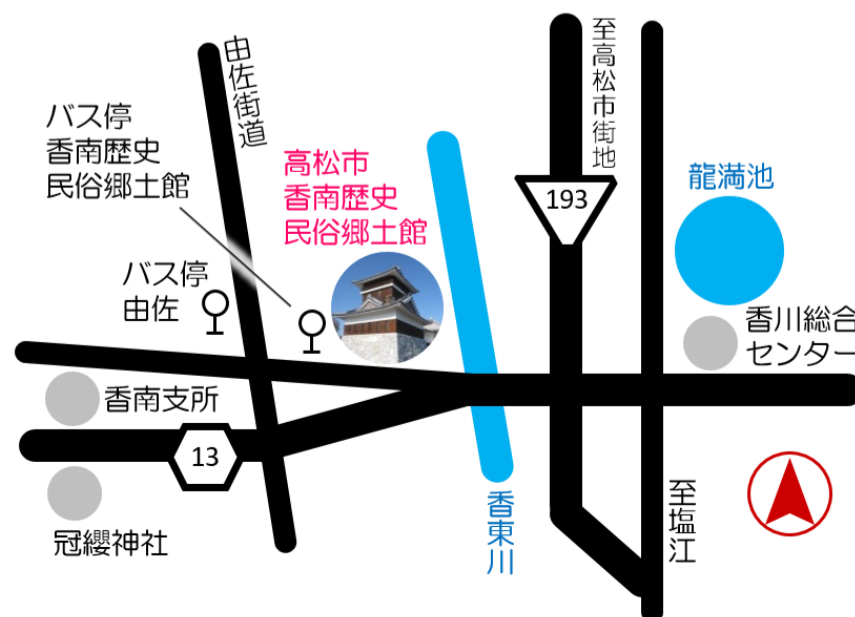 由佐街道
至高松市街地
バス停
香南歴史
民俗郷土館
高松市
香南歴史
民俗郷土館
龍満池
193
バス停
由佐
香川総合
センター
香南支所
13
冠纓神社
香東川
至塩江